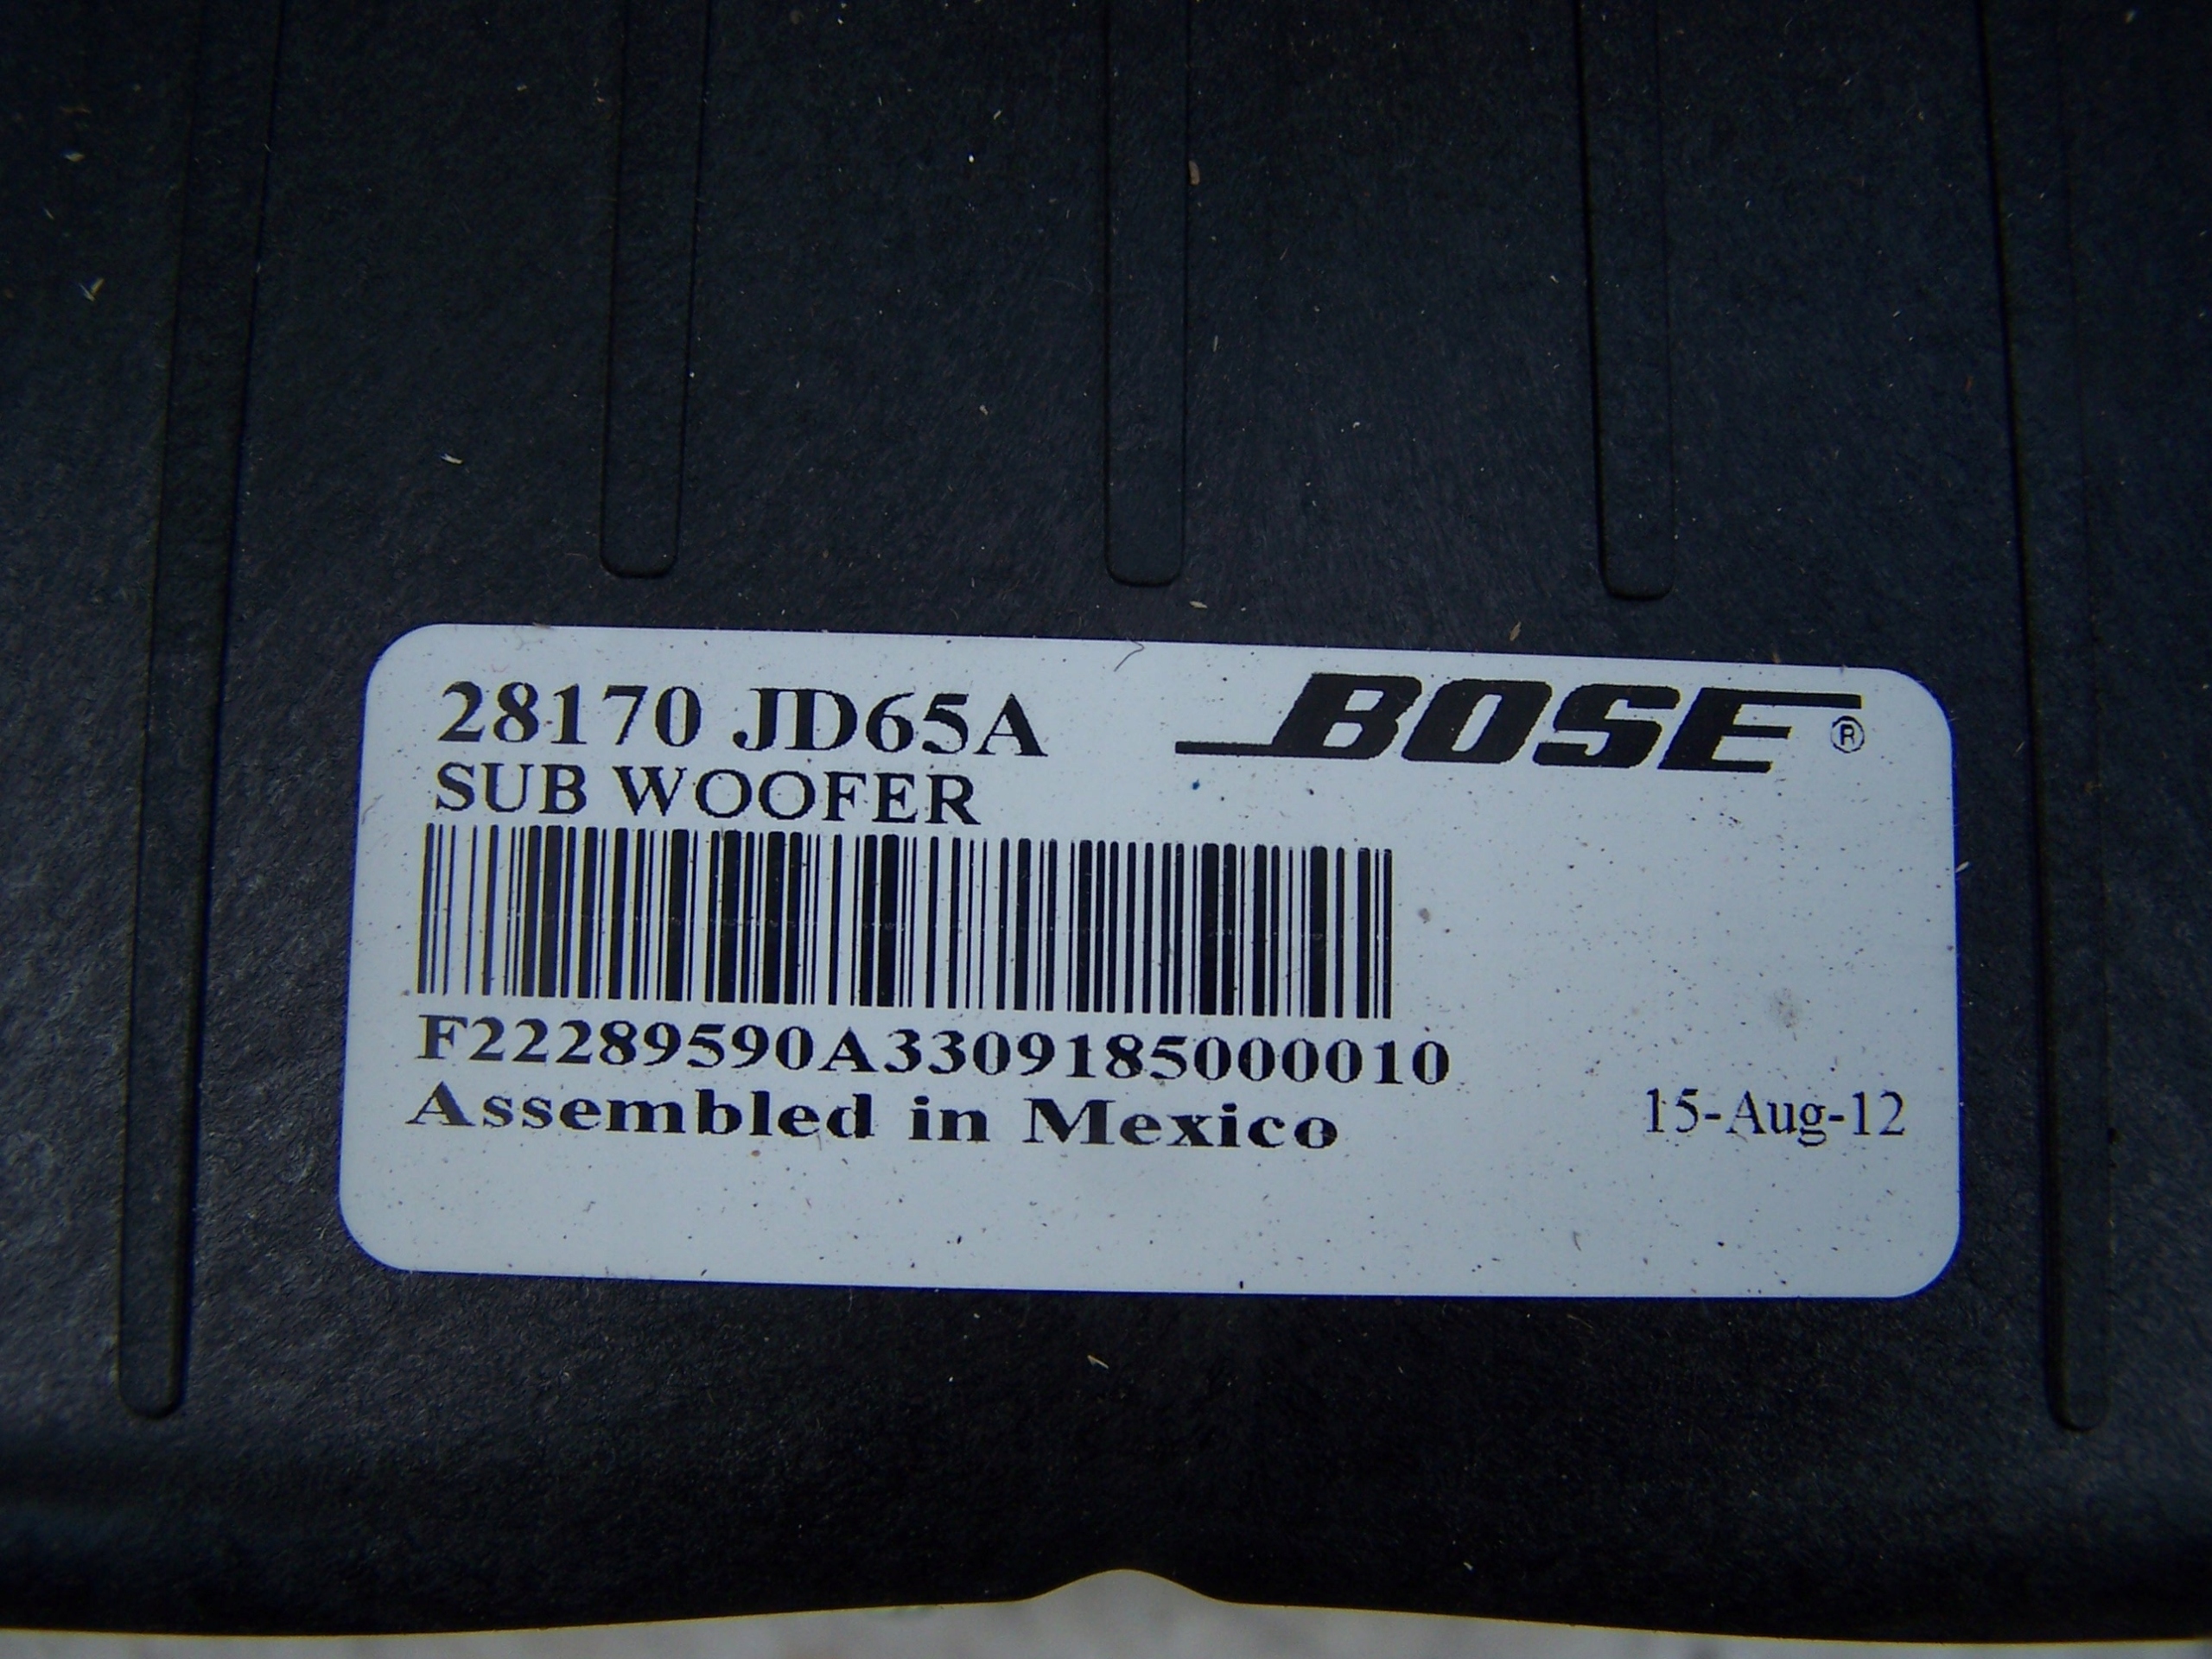 28170 JD65A BOSE®
SUB WOOFER
F22289590A3309185000010
Assembled in Mexico 15-Aug-12